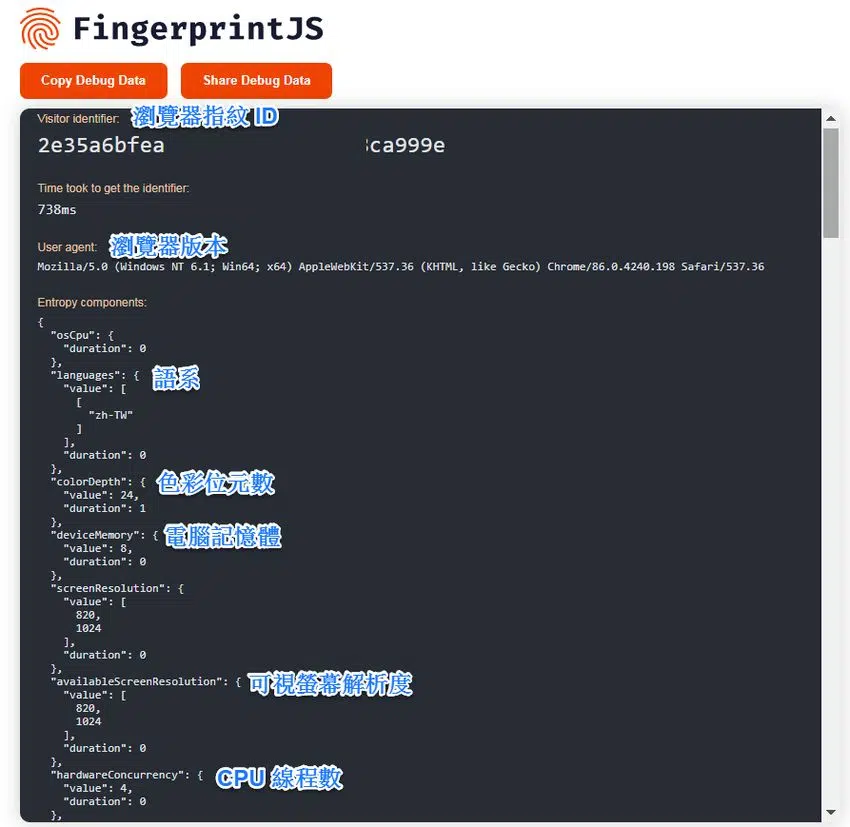 FingerprintJS
Copy Debug Data Share Debug Data
Visitor identifier: 瀏覽器指紋 ID
2e35a6bfea ca999e
Time took to get the identifier:
738ms
User agent: 瀏覽器版本
Mozilla/5.0 (Windows NT 6.1; Win64; x64) AppleWebKit/537.36 (KHTML, like Gecko) Chrome/86.0.4240.198 Safari/537.36
Entropy components:
{
"osCpu": {
"duration": 0
},
"languages": { 語系
"value": [
[
"zh-TW"
]
],
"duration": 0
},
"colorDepth": { 色彩位元數
"value": 24,
"duration": 1
},
"deviceMemory": { 電腦記憶體
"value": 8,
"duration": 0
},
"screenResolution": {
"value": [
820,
1024
],
"duration": 0
},
"availableScreenResolution": { 可視螢幕解析度
"value": [
820,
1024
],
"duration": 0
},
"hardwareConcurrency": { CPU 線程數
"value": 4,
"duration": 0
},